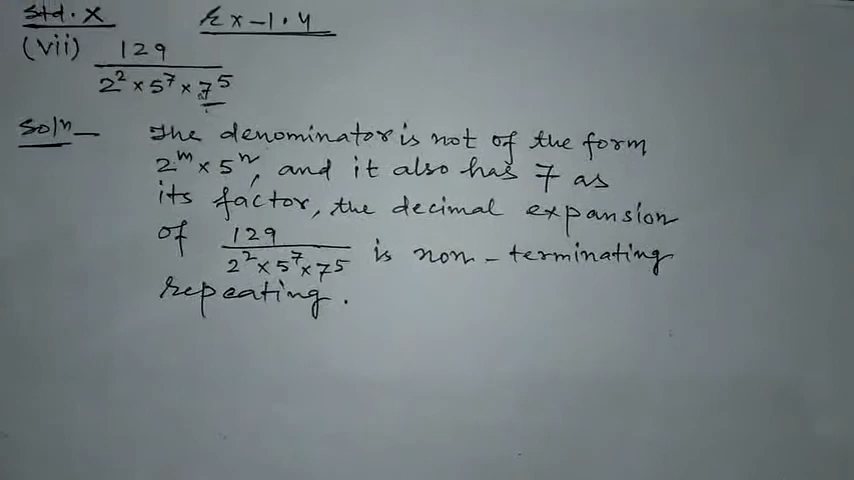 Std. X Ex-1.4
(vii) 129
2² × 5⁷ × 7⁵
Soln— The denominator is not of the form
2ᵐ × 5ⁿ, and it also has 7 as
its factor, the decimal expansion
of 129 / 2² × 5⁷ × 7⁵ is non-terminating
repeating.